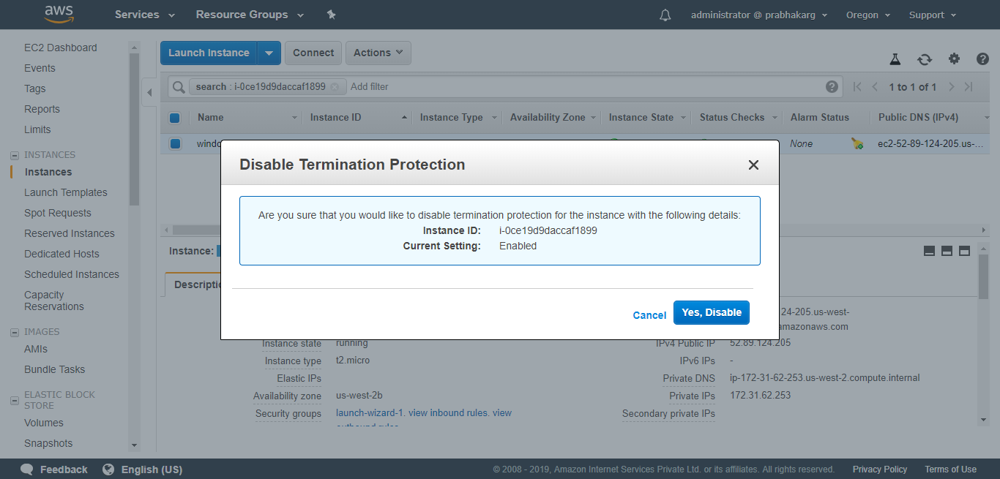 aws
Services
Resource Groups
administrator @ prabhakarg
Oregon
Support
EC2 Dashboard
Events
Tags
Reports
Limits
INSTANCES
Instances
Launch Templates
Spot Requests
Reserved Instances
Dedicated Hosts
Scheduled Instances
Capacity
Reservations
IMAGES
AMIs
Bundle Tasks
ELASTIC BLOCK
STORE
Volumes
Snapshots
Launch Instance
Connect
Actions
search : i-0ce19d9daccaf1899
Add filter
1 to 1 of 1
Name
Instance ID
Instance Type
Availability Zone
Instance State
Status Checks
Alarm Status
Public DNS (IPv4)
None
ec2-52-89-124-205.us-...
Disable Termination Protection
Are you sure that you would like to disable termination protection for the instance with the following details:
Instance ID: i-0ce19d9daccaf1899
Current Setting: Enabled
Cancel
Yes, Disable
Instance:
24-205.us-west-
amazonaws.com
Instance state running
IPv4 Public IP 52.89.124.205
Instance type t2.micro
IPv6 IPs -
Elastic IPs
Private DNS ip-172-31-62-253.us-west-2.compute.internal
Availability zone us-west-2b
Private IPs 172.31.62.253
Security groups launch-wizard-1. view inbound rules. view
outbound rules
Secondary private IPs
Feedback
English (US)
© 2008 - 2019, Amazon Internet Services Private Ltd. or its affiliates. All rights reserved.
Privacy Policy
Terms of Use